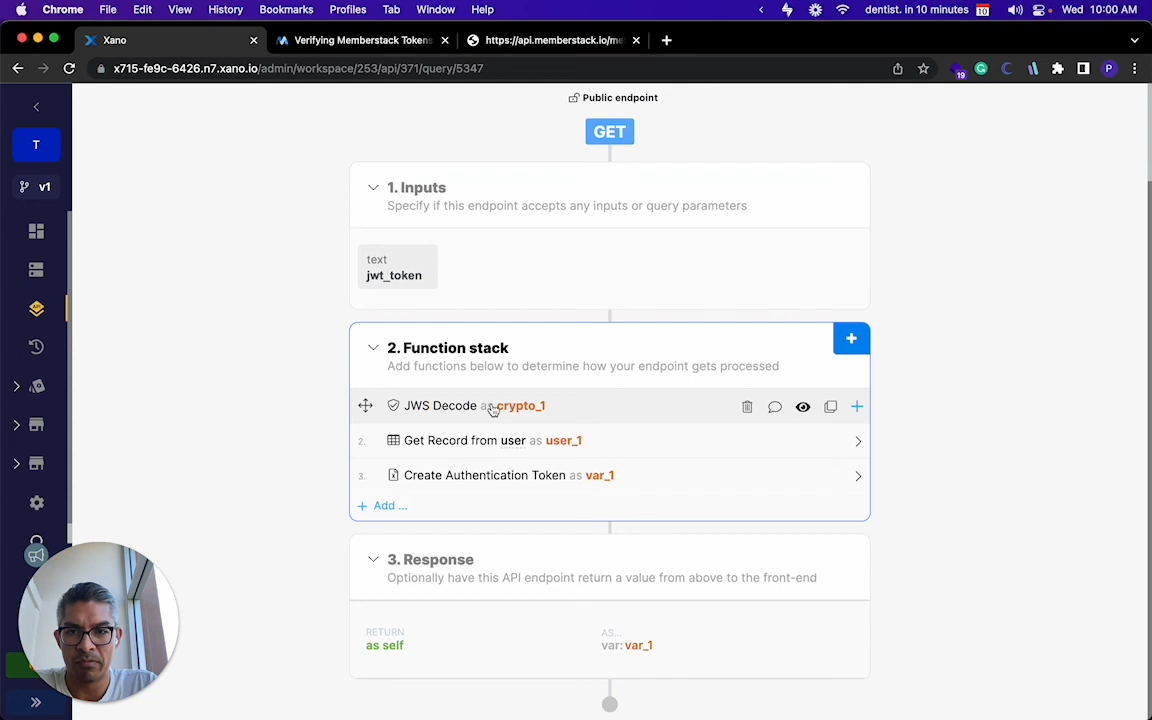 Chrome File Edit View History Bookmarks Profiles Tab Window Help dentist. in 10 minutes 10 Wed 10:00 AM
Xano
Verifying Memberstack Tokens
https://api.memberstack.io/me
x715-fe9c-6426.n7.xano.io/admin/workspace/253/api/371/query/5347
19
P
T
v1
Public endpoint
GET
1. Inputs
Specify if this endpoint accepts any inputs or query parameters
text
jwt_token
2. Function stack
Add functions below to determine how your endpoint gets processed
JWS Decode as crypto_1
2. Get Record from user as user_1
3. Create Authentication Token as var_1
+ Add ...
3. Response
Optionally have this API endpoint return a value from above to the front-end
RETURN
as self
AS...
var: var_1